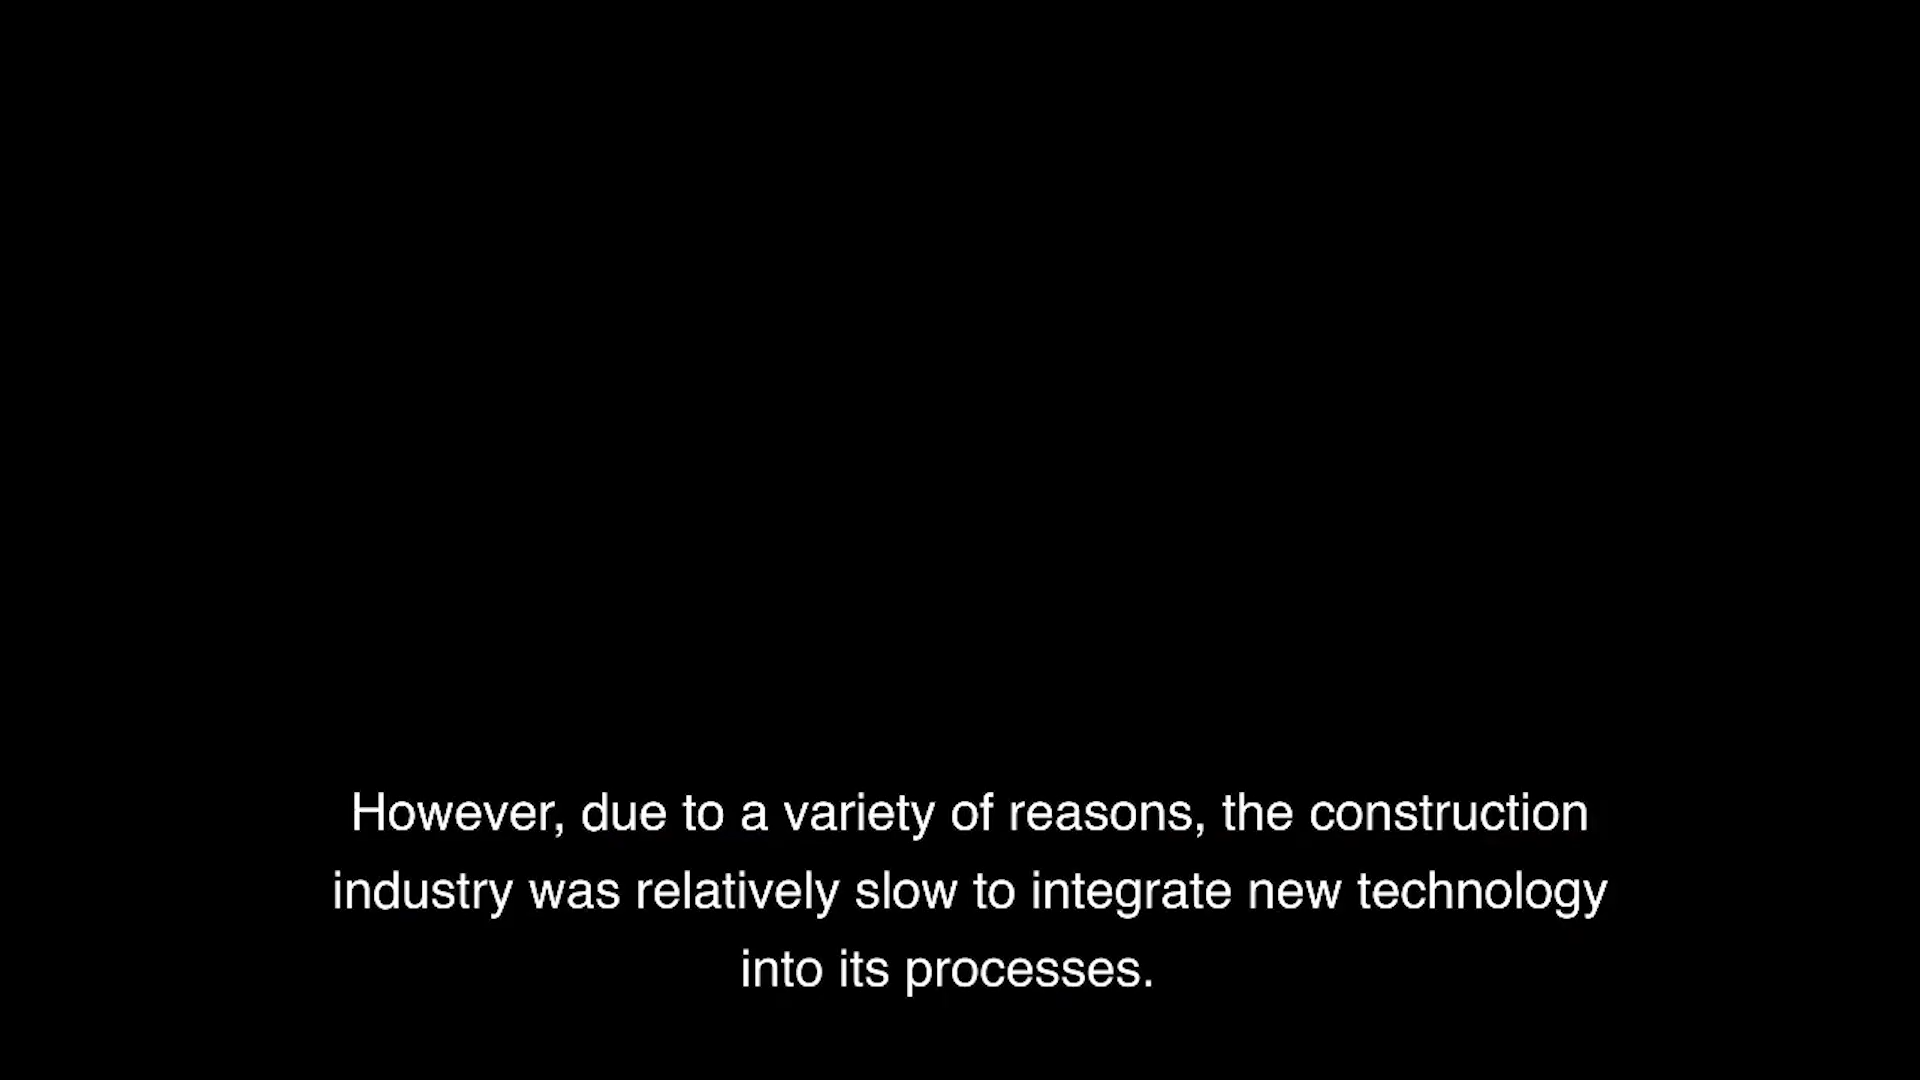 However, due to a variety of reasons, the construction
industry was relatively slow to integrate new technology
into its processes.